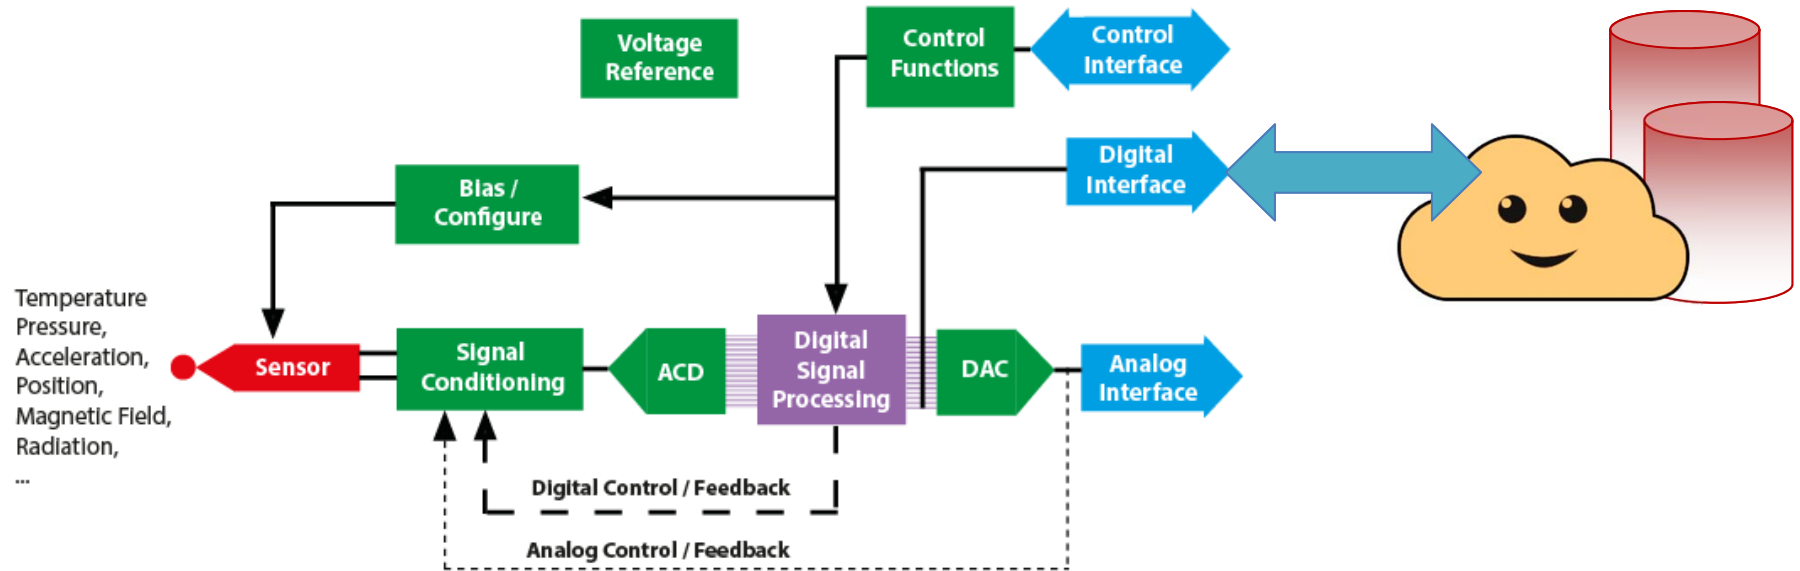 Voltage
Reference
Control
Functions
Control
Interface
Digital
Interface
Bias /
Configure
Temperature
Pressure,
Acceleration,
Position,
Magnetic Field,
Radiation,
...
Sensor
Signal
Conditioning
ACD
Digital
Signal
Processing
DAC
Analog
Interface
Digital Control / Feedback
Analog Control / Feedback